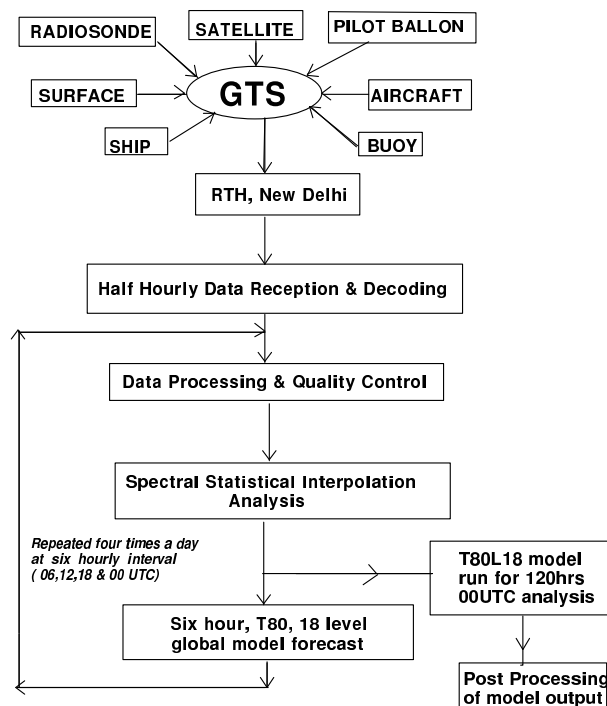 RADIOSONDE
SATELLITE
PILOT BALLON
SURFACE
GTS
AIRCRAFT
SHIP
BUOY
RTH, New Delhi
Half Hourly Data Reception & Decoding
Data Processing & Quality Control
Spectral Statistical Interpolation
Analysis
Repeated four times a day
at six hourly interval
( 06,12,18 & 00 UTC)
T80L18 model
run for 120hrs
00UTC analysis
Six hour, T80, 18 level
global model forecast
Post Processing
of model output